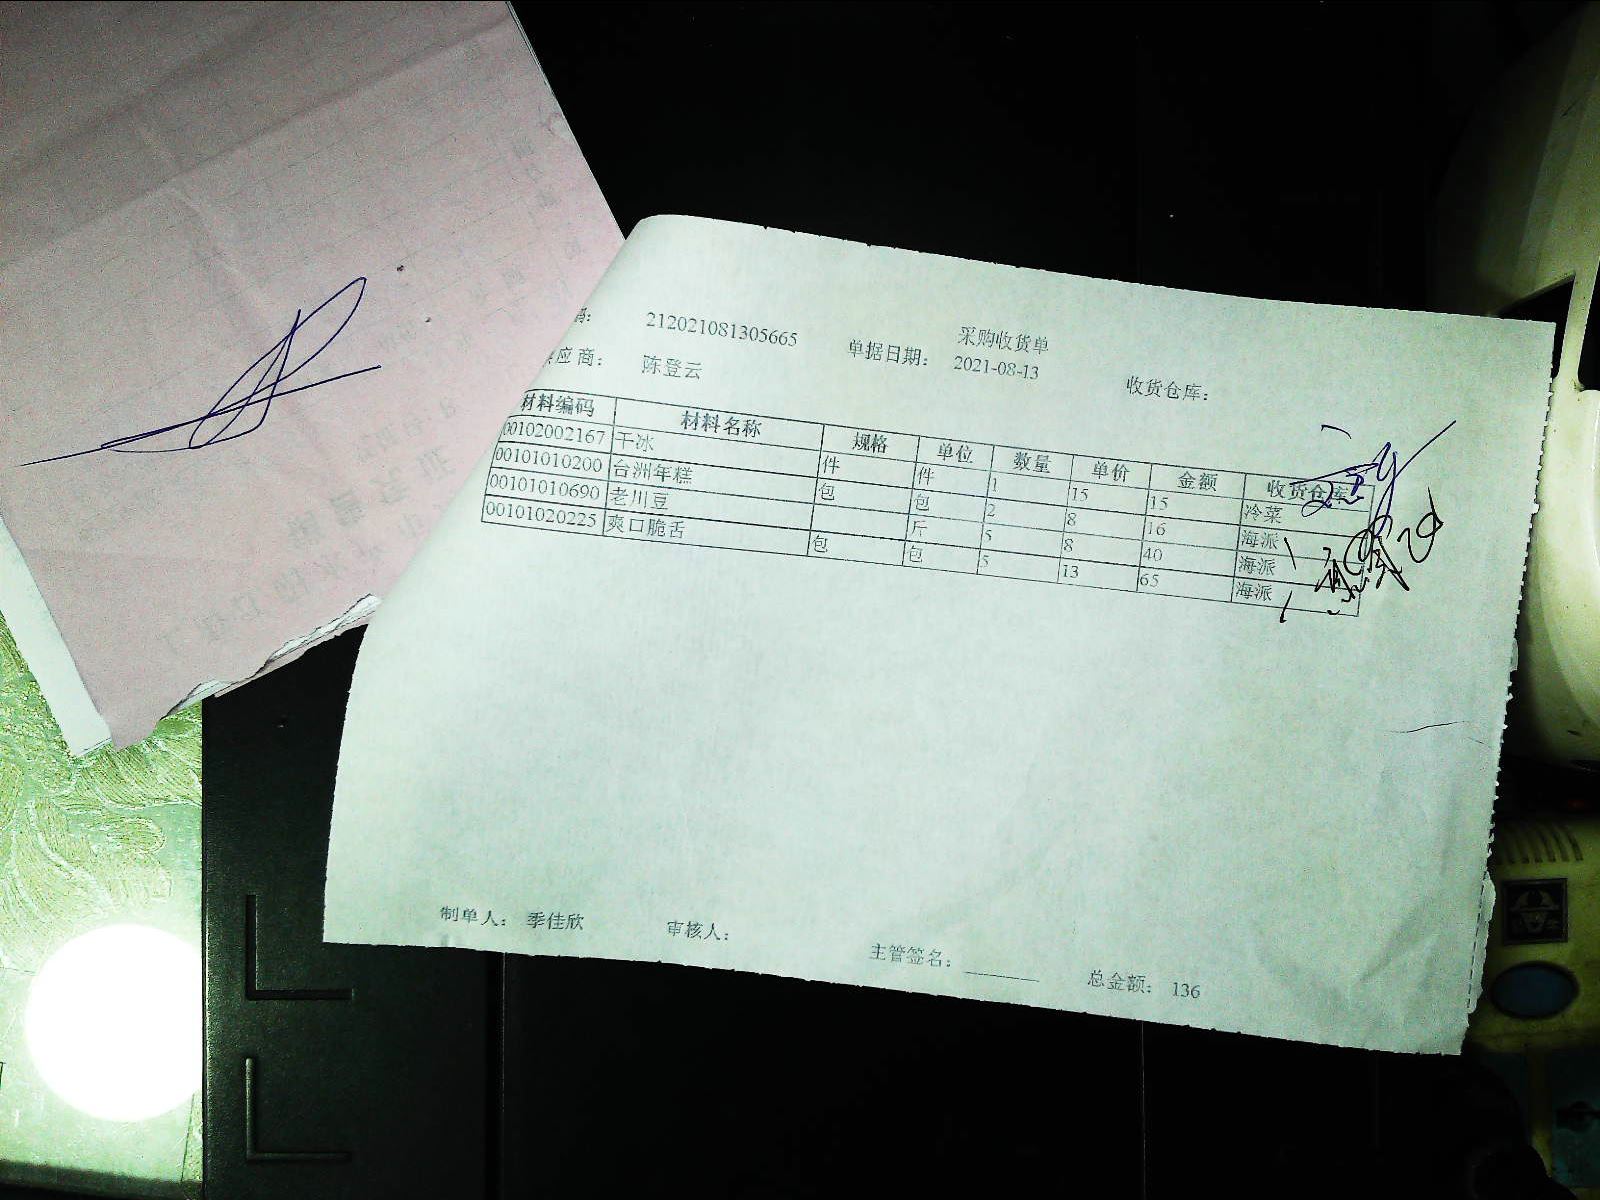 采购收货单
码： 212021081305665 单据日期： 2021-08-13 收货仓库：
应商： 陈登云
材料编码 材料名称 规格 单位 数量 单价 金额 收货仓库
00102002167 干冰 件 件 1 15 15 冷菜
00101010200 台洲年糕 包 包 2 8 16 海派
00101010690 老川豆 斤 5 8 40 海派
00101020225 爽口脆舌 包 包 5 13 65 海派
制单人： 季佳欣 审核人： 主管签名： 总金额： 136